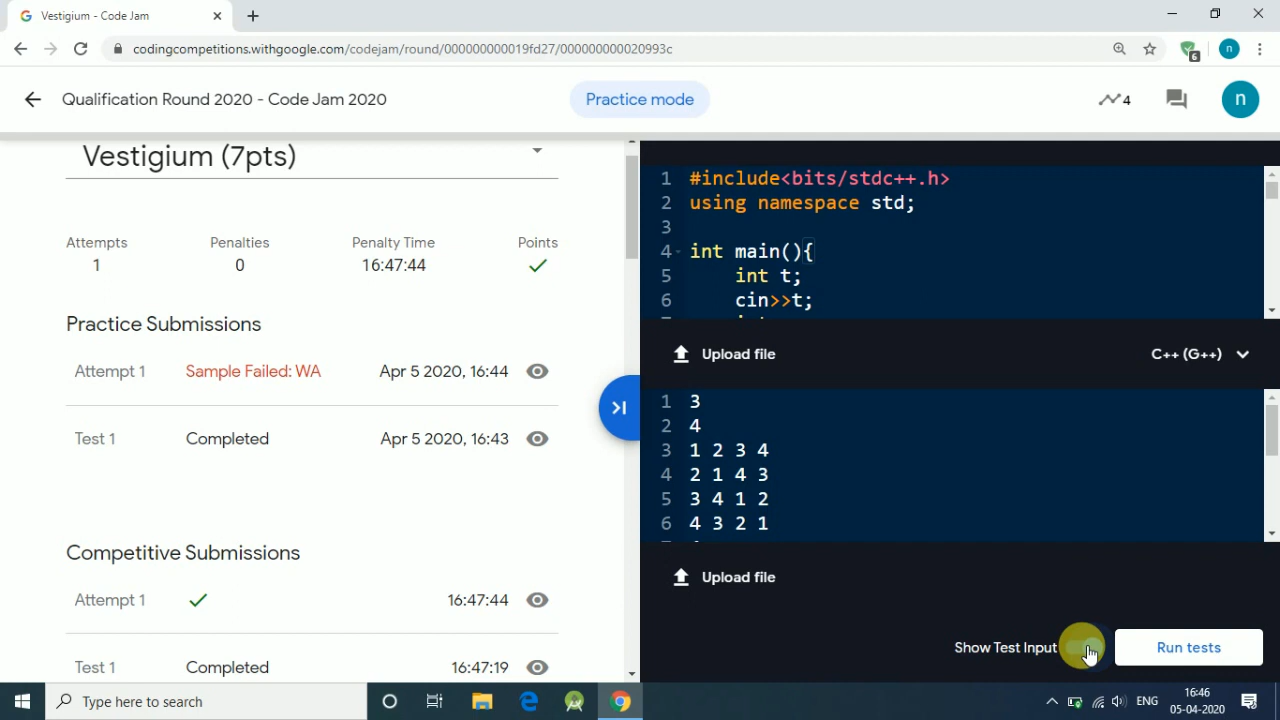 Vestigium - Code Jam
codingcompetitions.withgoogle.com/codejam/round/000000000019fd27/000000000020993c
6
n
Qualification Round 2020 - Code Jam 2020
Practice mode
4
n
Vestigium (7pts)
Attempts Penalties Penalty Time Points
1 0 16:47:44
Practice Submissions
Attempt 1 Sample Failed: WA Apr 5 2020, 16:44
Test 1 Completed Apr 5 2020, 16:43
Competitive Submissions
Attempt 1 16:47:44
Test 1 Completed 16:47:19
1 #include<bits/stdc++.h>
2 using namespace std;
3
4 int main(){
5 int t;
6 cin>>t;
Upload file C++ (G++)
1 3
2 4
3 1 2 3 4
4 2 1 4 3
5 3 4 1 2
6 4 3 2 1
Upload file
Show Test Input Run tests
Type here to search
ENG
16:46
05-04-2020